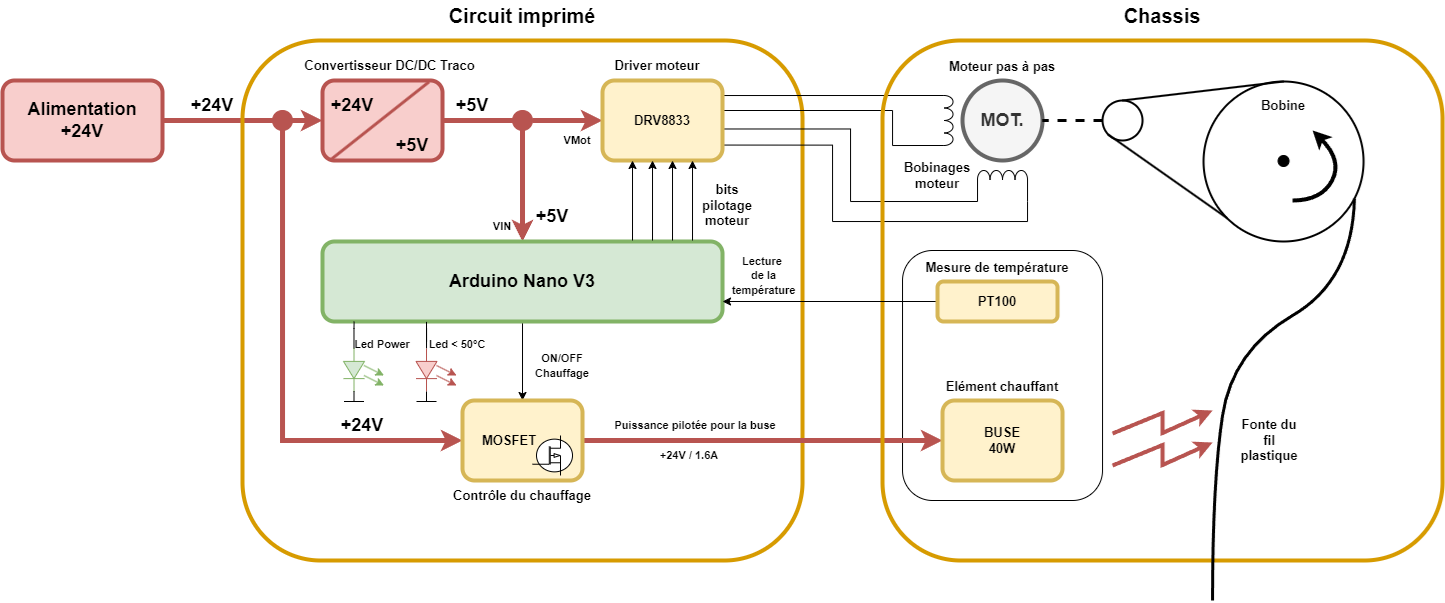 Circuit imprimé
Chassis
Convertisseur DC/DC Traco
Driver moteur
Moteur pas à pas
Alimentation
+24V
+24V
+24V
+5V
+5V
VMot
DRV8833
MOT.
Bobine
Bobinages
moteur
bits
pilotage
moteur
VIN
+5V
Arduino Nano V3
Lecture
de la
température
Mesure de température
PT100
Led Power
Led < 50°C
ON/OFF
Chauffage
Elément chauffant
+24V
MOSFET
Puissance pilotée pour la buse
+24V / 1.6A
BUSE
40W
Fonte du
fil
plastique
Contrôle du chauffage